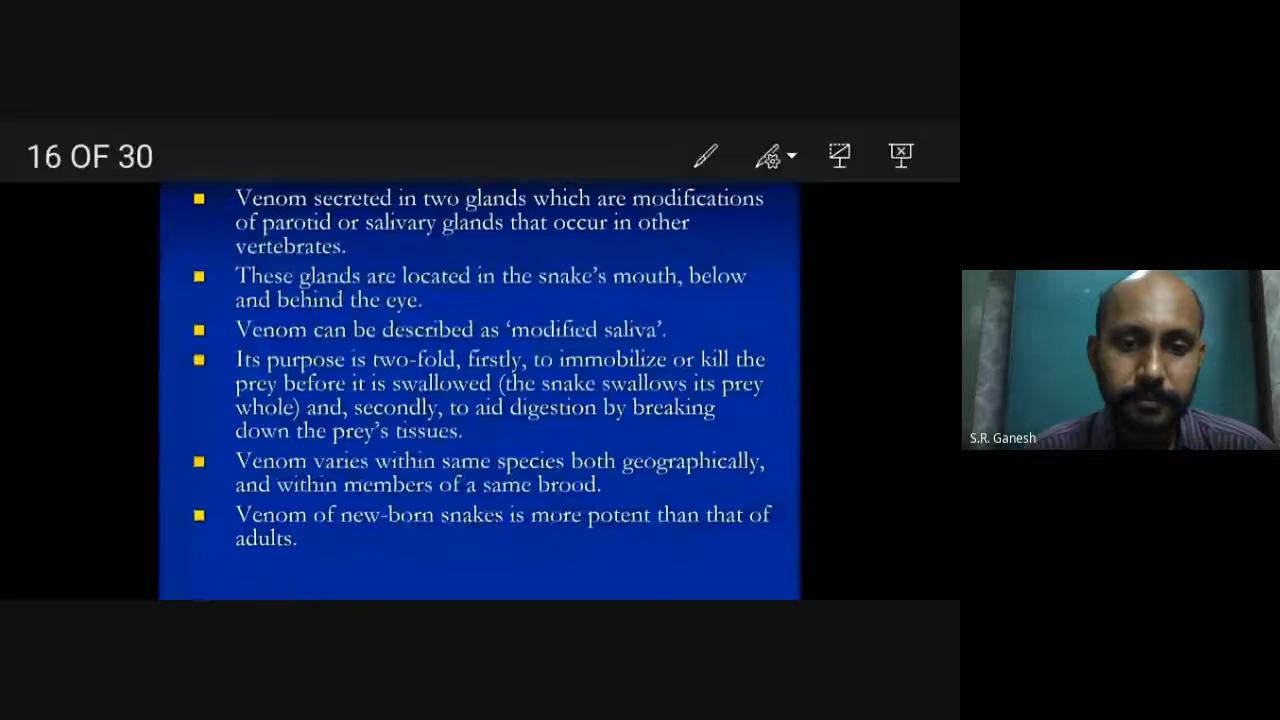 16 OF 30
Venom secreted in two glands which are modifications
of parotid or salivary glands that occur in other
vertebrates.
These glands are located in the snake's mouth, below
and behind the eye.
Venom can be described as ‘modified saliva’.
Its purpose is two-fold, firstly, to immobilize or kill the
prey before it is swallowed (the snake swallows its prey
whole) and, secondly, to aid digestion by breaking
down the prey's tissues.
Venom varies within same species both geographically,
and within members of a same brood.
Venom of new-born snakes is more potent than that of
adults.
S.R. Ganesh